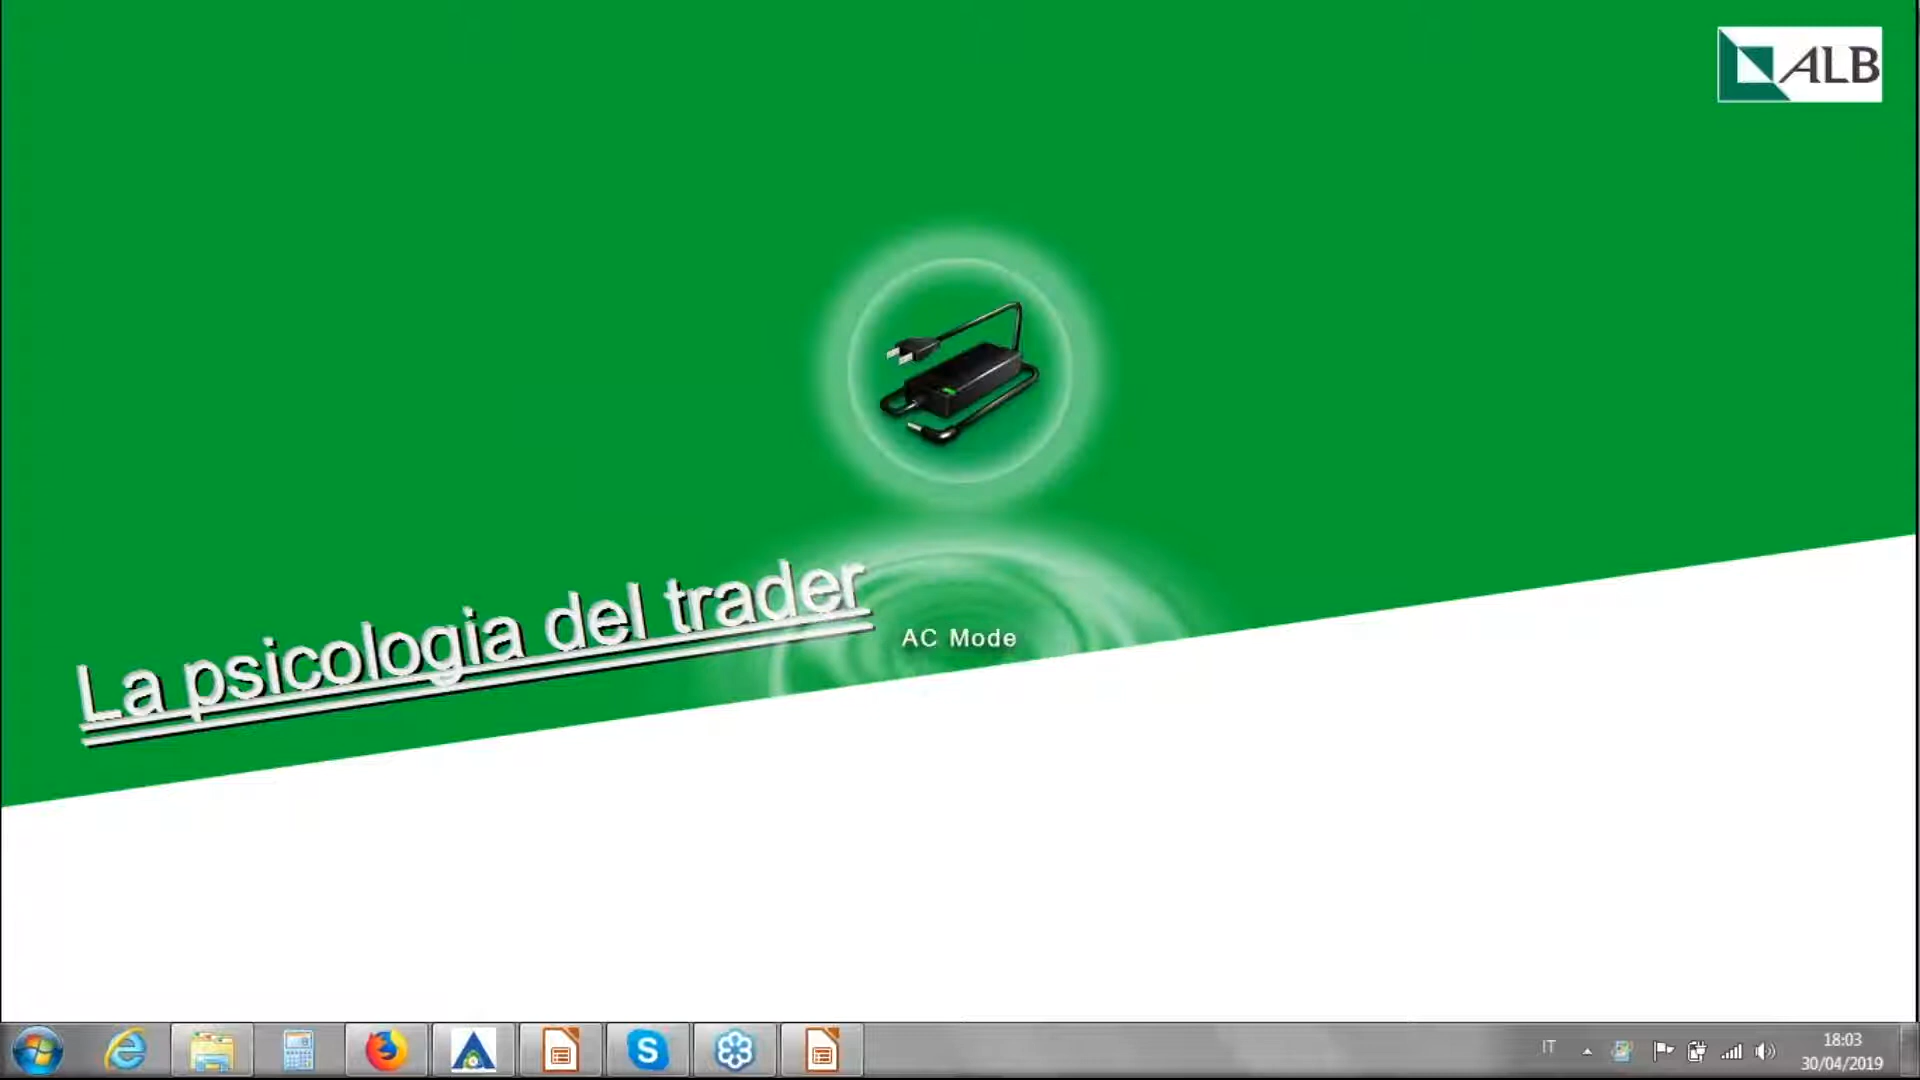 ALB
La psicologia del trader
AC Mode
IT
18:03
30/04/2019